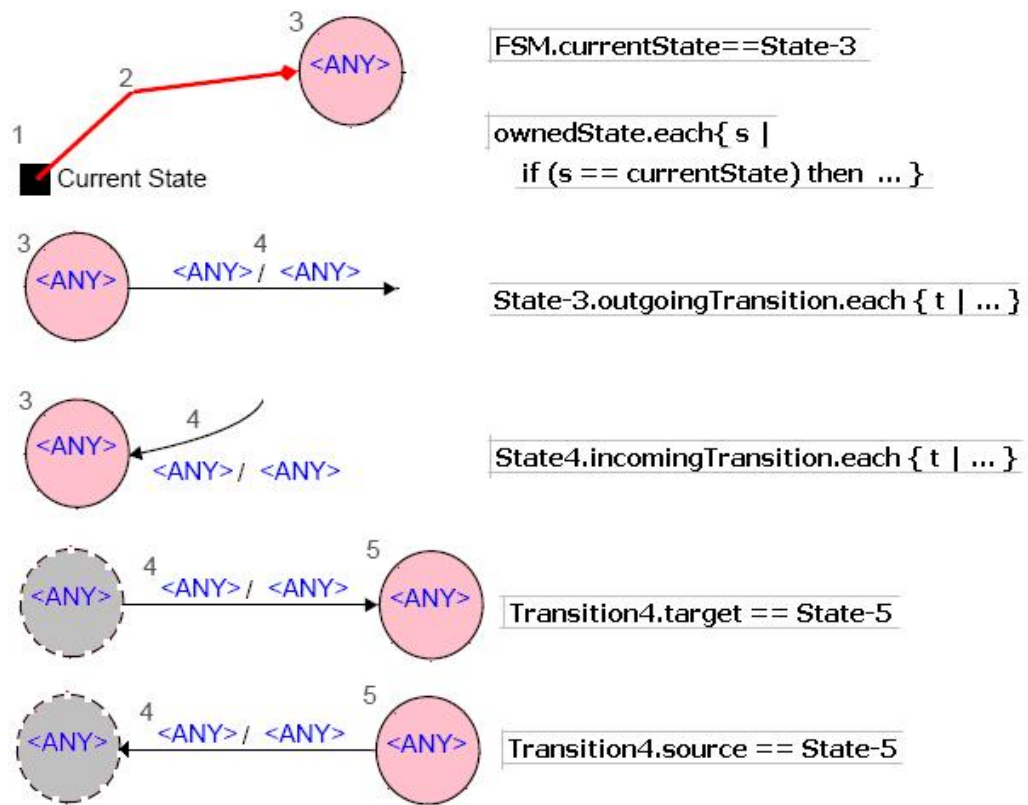 3
<ANY>
FSM.currentState==State-3
2
1
Current State
ownedState.each{ s |
if (s == currentState) then ... }
3
<ANY>
4
<ANY> / <ANY>
State-3.outgoingTransition.each { t | ... }
3
<ANY>
4
<ANY> / <ANY>
State4.incomingTransition.each { t | ... }
<ANY>
4
<ANY> / <ANY>
5
<ANY>
Transition4.target == State-5
<ANY>
4
<ANY> / <ANY>
5
<ANY>
Transition4.source == State-5